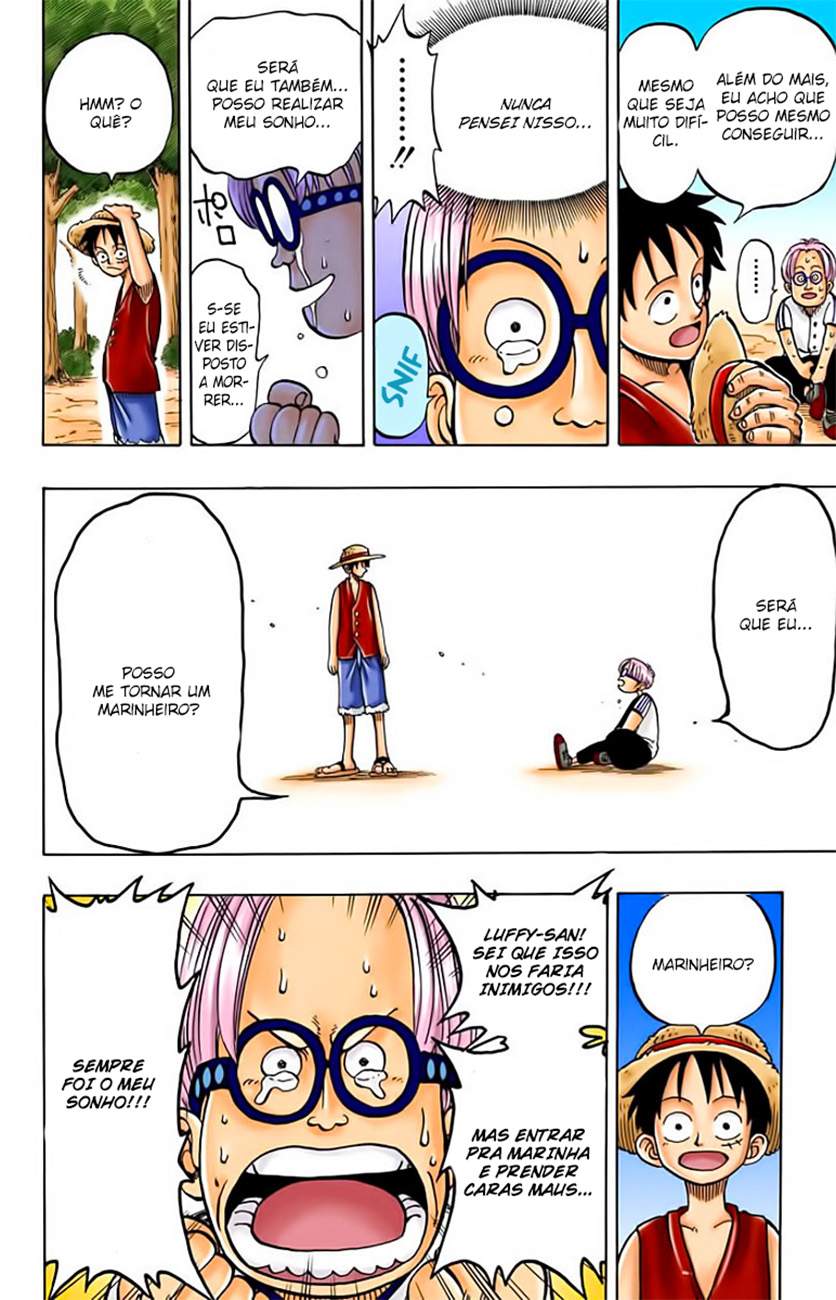 ALÉM DO MAIS,
EU ACHO QUE
POSSO MESMO
CONSEGUIR...
MESMO
QUE SEJA
MUITO DIFÍ-
CIL.
......
NUNCA
PENSEI NISSO...
......!!
SNIF
SERÁ
QUE EU TAMBÉM...
POSSO REALIZAR
MEU SONHO...
ポロ
S-SE
EU ESTI-
VER DIS-
POSTO
A MOR-
RER...
HMM? O
QUÊ?
SERÁ
QUE EU...
POSSO
ME TORNAR UM
MARINHEIRO?
MARINHEIRO?
LUFFY-SAN!
SEI QUE ISSO
NOS FARIA
INIMIGOS!!!
MAS ENTRAR
PRA MARINHA
E PRENDER
CARAS MAUS...
SEMPRE
FOI O MEU
SONHO!!!